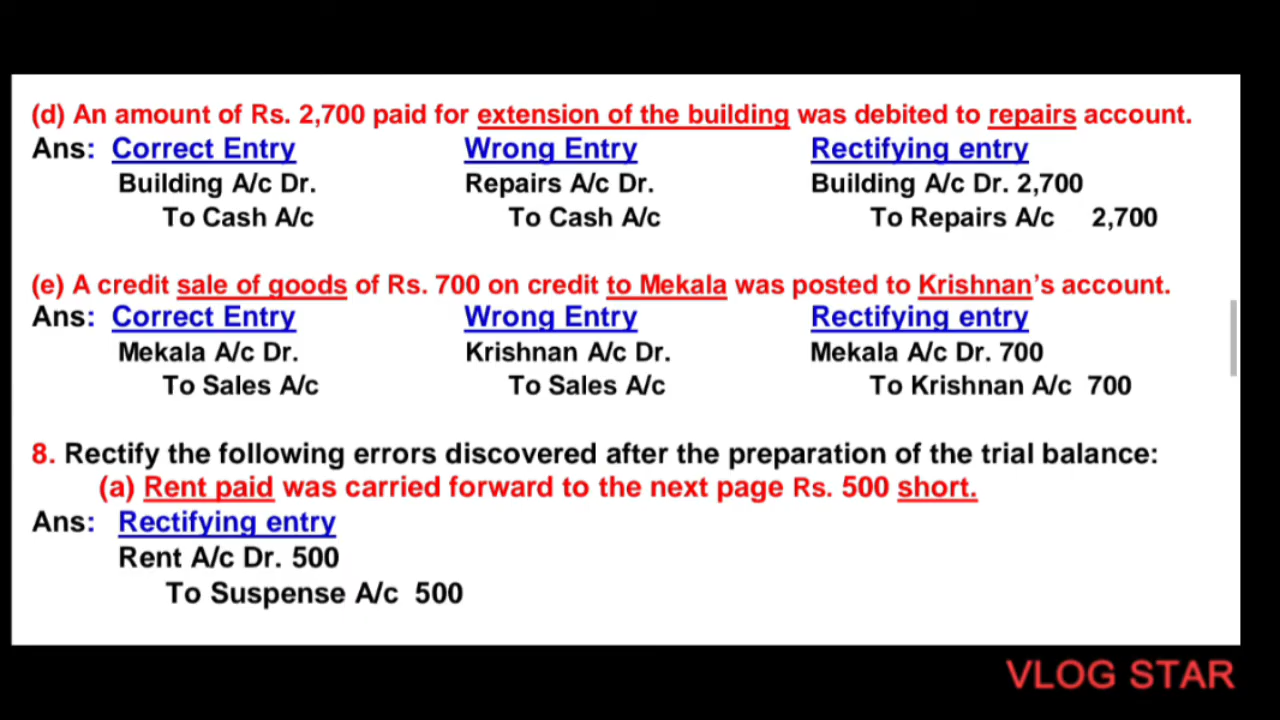 (d) An amount of Rs. 2,700 paid for extension of the building was debited to repairs account.
Ans: Correct Entry Wrong Entry Rectifying entry
Building A/c Dr. Repairs A/c Dr. Building A/c Dr. 2,700
To Cash A/c To Cash A/c To Repairs A/c 2,700
(e) A credit sale of goods of Rs. 700 on credit to Mekala was posted to Krishnan's account.
Ans: Correct Entry Wrong Entry Rectifying entry
Mekala A/c Dr. Krishnan A/c Dr. Mekala A/c Dr. 700
To Sales A/c To Sales A/c To Krishnan A/c 700
8. Rectify the following errors discovered after the preparation of the trial balance:
(a) Rent paid was carried forward to the next page Rs. 500 short.
Ans: Rectifying entry
Rent A/c Dr. 500
To Suspense A/c 500
VLOG STAR